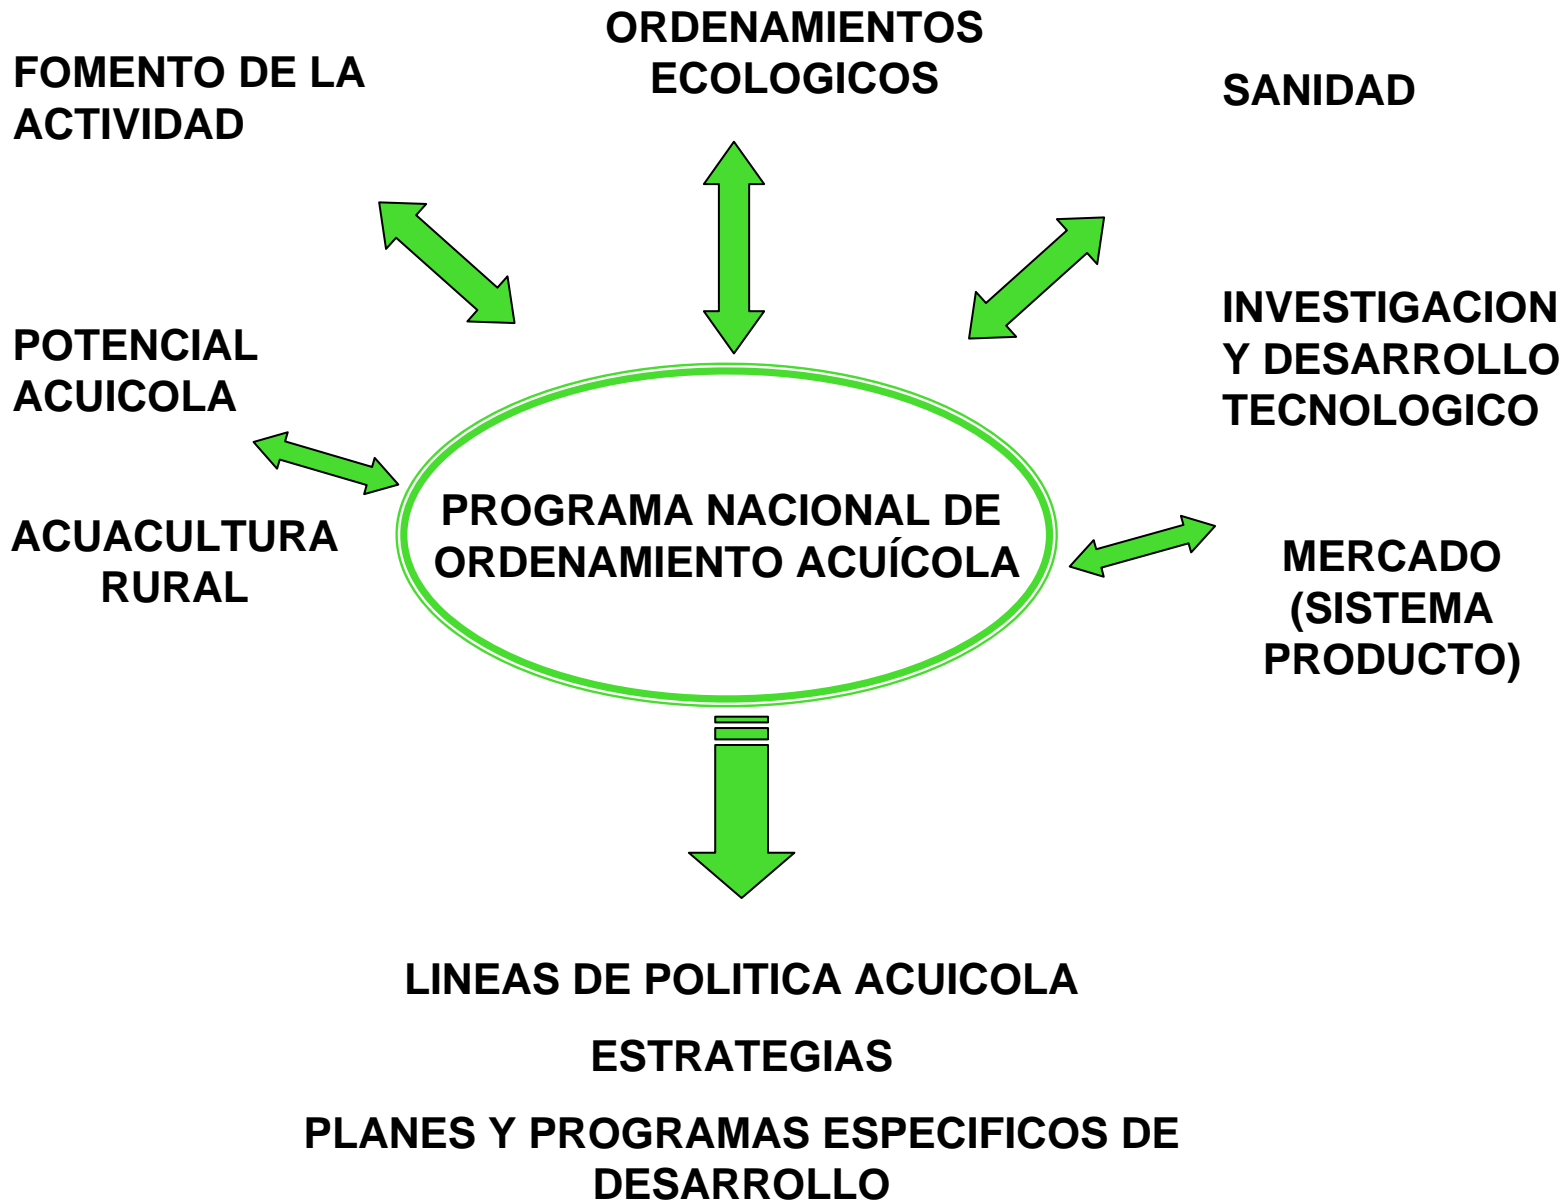 ORDENAMIENTOS
ECOLOGICOS
FOMENTO DE LA
ACTIVIDAD
SANIDAD
POTENCIAL
ACUICOLA
INVESTIGACION
Y DESARROLLO
TECNOLOGICO
ACUACULTURA
RURAL
PROGRAMA NACIONAL DE
ORDENAMIENTO ACUÍCOLA
MERCADO
(SISTEMA
PRODUCTO)
LINEAS DE POLITICA ACUICOLA
ESTRATEGIAS
PLANES Y PROGRAMAS ESPECIFICOS DE
DESARROLLO